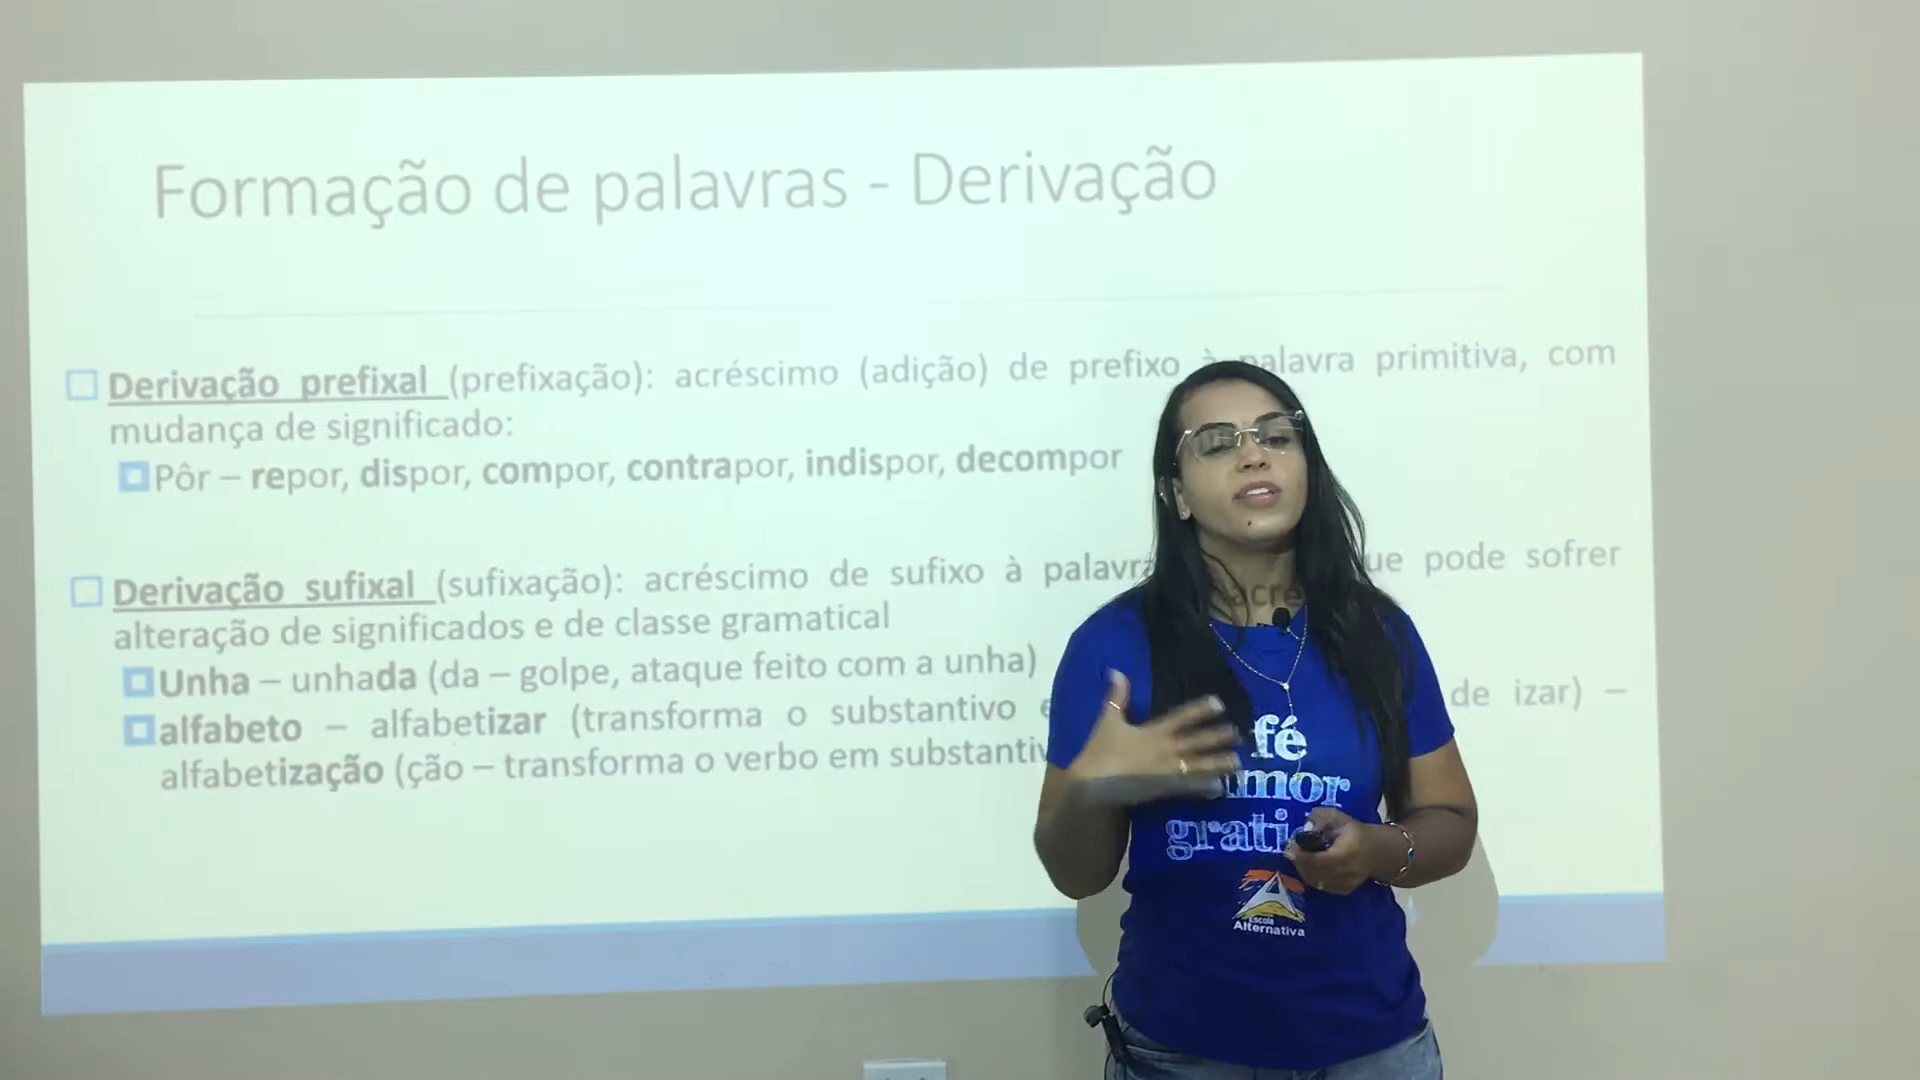 Formação de palavras - Derivação
Derivação prefixal (prefixação): acréscimo (adição) de prefixo à palavra primitiva, com
mudança de significado:
Pôr – repor, dispor, compor, contrapor, indispor, decompor
Derivação sufixal (sufixação): acréscimo de sufixo à palavra que pode sofrer
alteração de significados e de classe gramatical
Unha – unhada (da – golpe, ataque feito com a unha)
alfabeto – alfabetizar (transforma o substantivo de izar) –
alfabetização (ção – transforma o verbo em
fé
amor
Escola
Alternativa